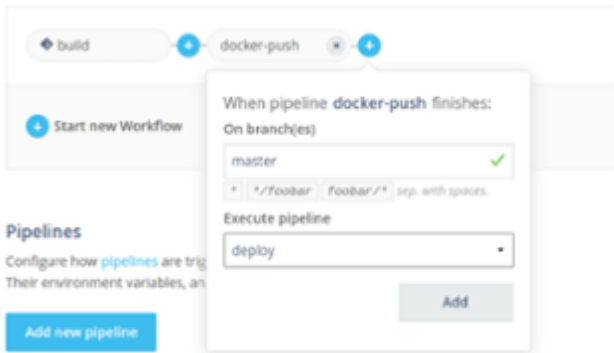 build
docker-push
When pipeline docker-push finishes:
On branch(es)
master
* */foobar foobar/* sep. with spaces.
Start new Workflow
Execute pipeline
deploy
Add
Pipelines
Configure how pipelines are trig
Their environment variables, an
Add new pipeline